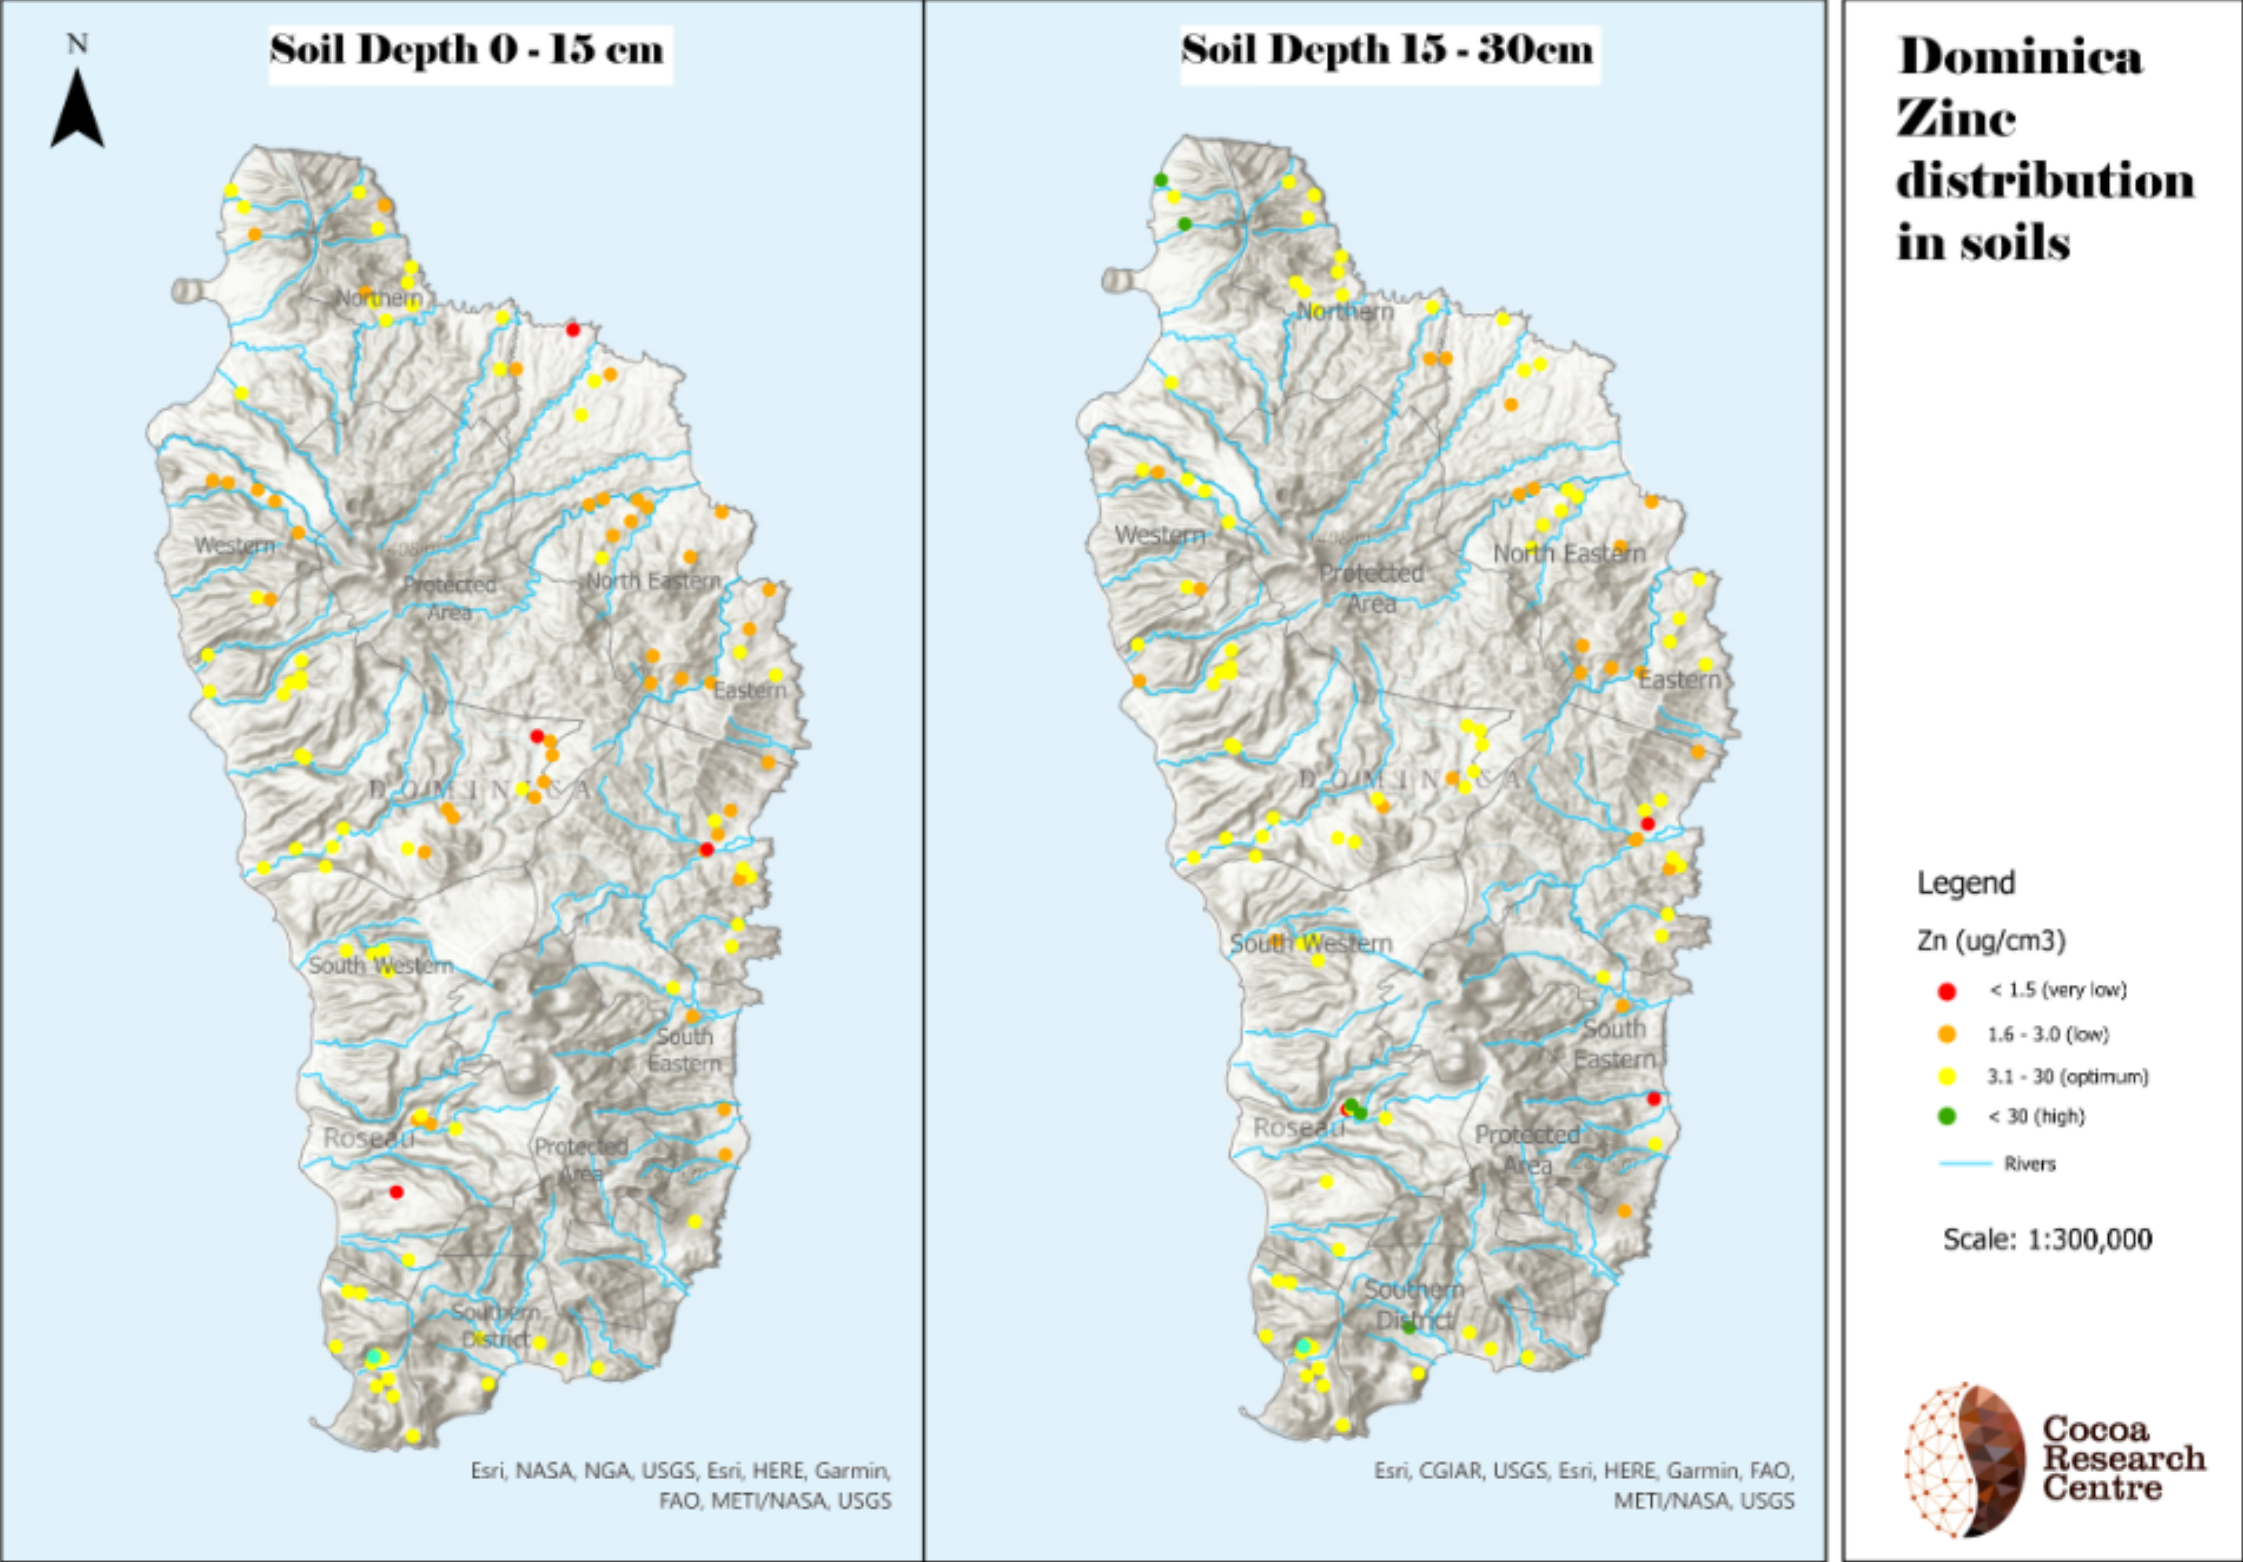 N
Soil Depth 0 - 15 cm
Northern
Western
Protected
Area
North Eastern
Eastern
DOMINICA
South Western
South
Eastern
Roseau
Protected
Area
Southern
District
Esri, NASA, NGA, USGS, Esri, HERE, Garmin,
FAO, METI/NASA, USGS
Soil Depth 15 - 30cm
Northern
Western
Protected
Area
North Eastern
Eastern
DOMINICA
South Western
South
Eastern
Roseau
Protected
Area
Southern
District
Esri, CGIAR, USGS, Esri, HERE, Garmin, FAO,
METI/NASA, USGS
Dominica
Zinc
distribution
in soils
Legend
Zn (ug/cm3)
< 1.5 (very low)
1.6 - 3.0 (low)
3.1 - 30 (optimum)
< 30 (high)
Rivers
Scale: 1:300,000
Cocoa
Research
Centre